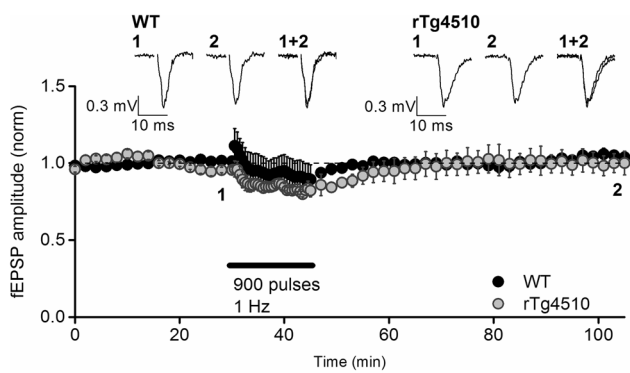 WT rTg4510
1 2 1+2 1 2 1+2
0.3 mV 0.3 mV
10 ms 10 ms
fEPSP amplitude (norm)
1.5
1.0
0.5
0.0
1 2
900 pulses
1 Hz
WT
rTg4510
0 20 40 60 80 100
Time (min)